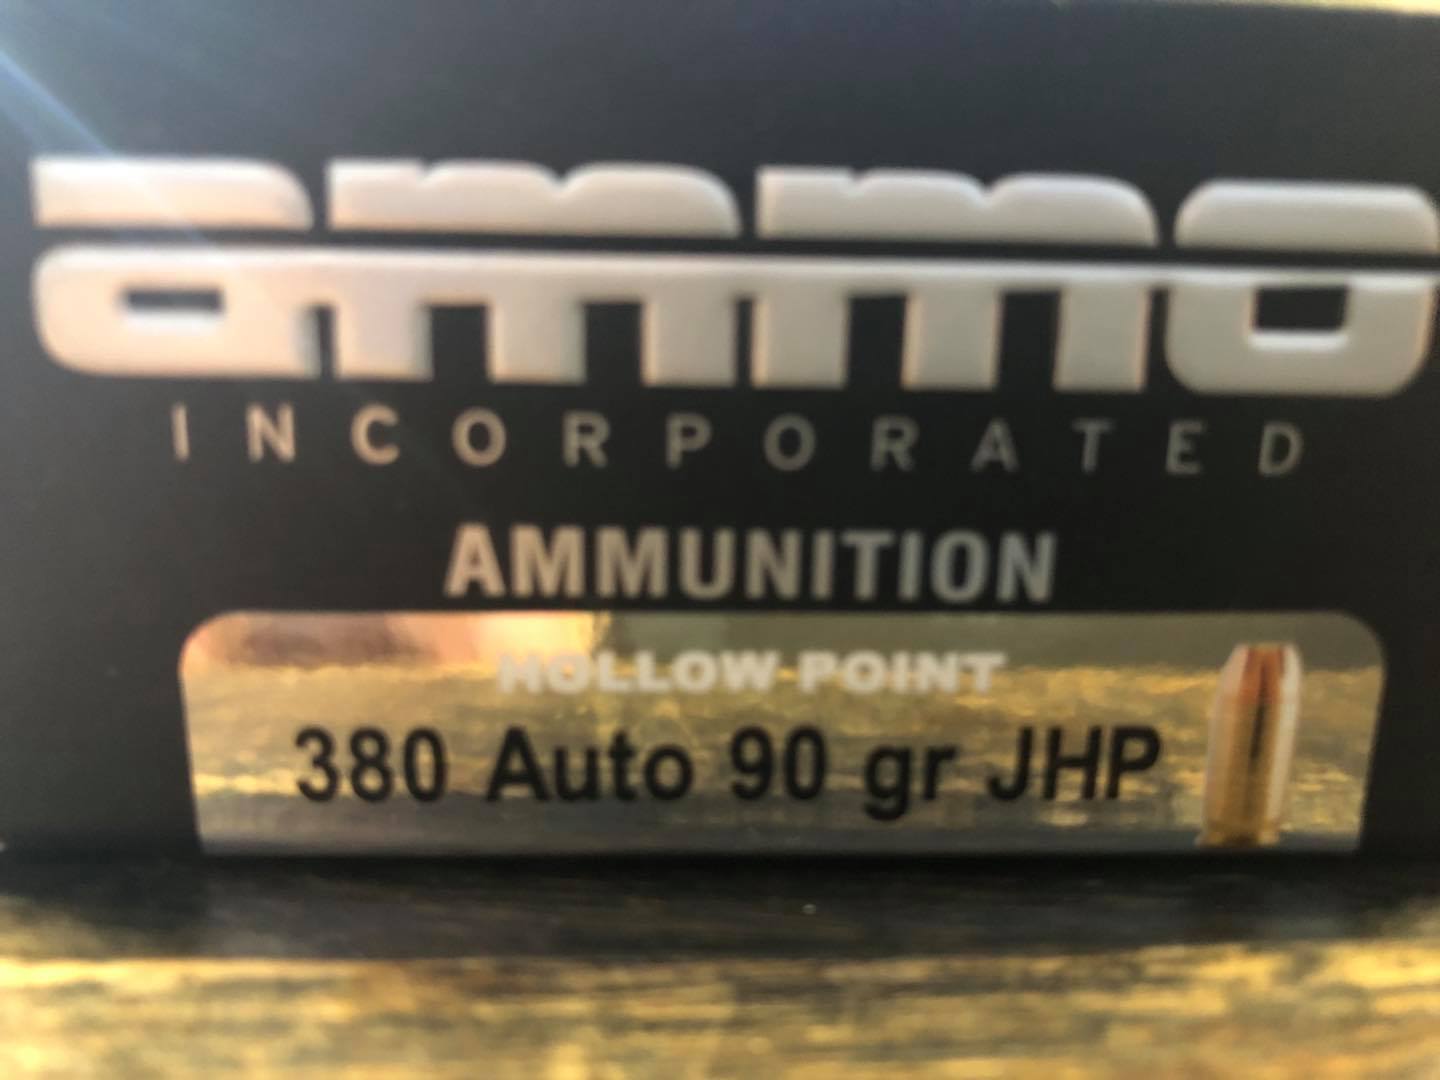 ammo
INCORPORATED
AMMUNITION
HOLLOW POINT
380 Auto 90 gr JHP